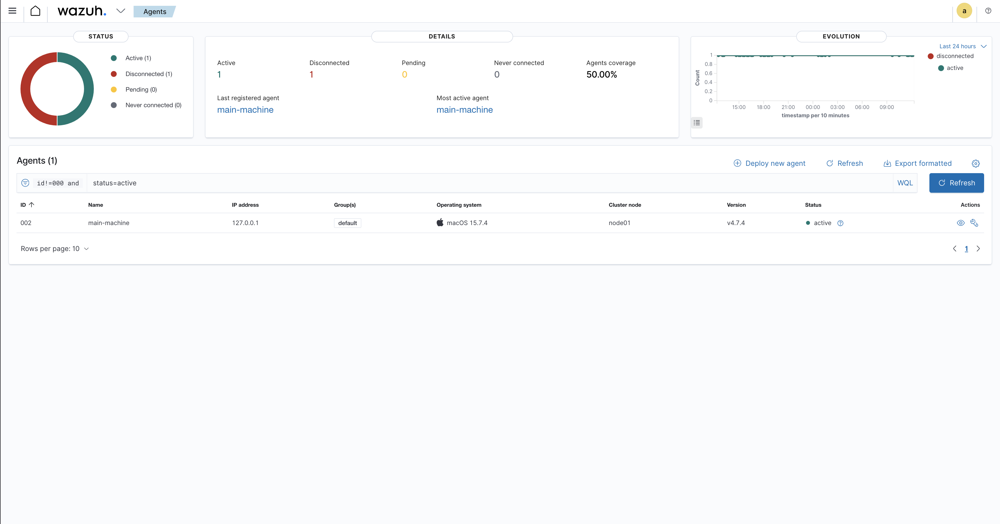 wazuh. Agents a
STATUS
Active (1)
Disconnected (1)
Pending (0)
Never connected (0)
DETAILS
Active Disconnected Pending Never connected Agents coverage
1 1 0 0 50.00%
Last registered agent Most active agent
main-machine main-machine
EVOLUTION
Last 24 hours
disconnected
active
Count
1
0.8
0.6
0.4
0.2
0
15:00 18:00 21:00 00:00 03:00 06:00 09:00
timestamp per 10 minutes
Agents (1)
Deploy new agent Refresh Export formatted
id!=000 and status=active WQL Refresh
ID Name IP address Group(s) Operating system Cluster node Version Status Actions
002 main-machine 127.0.0.1 default macOS 15.7.4 node01 v4.7.4 active
Rows per page: 10 1